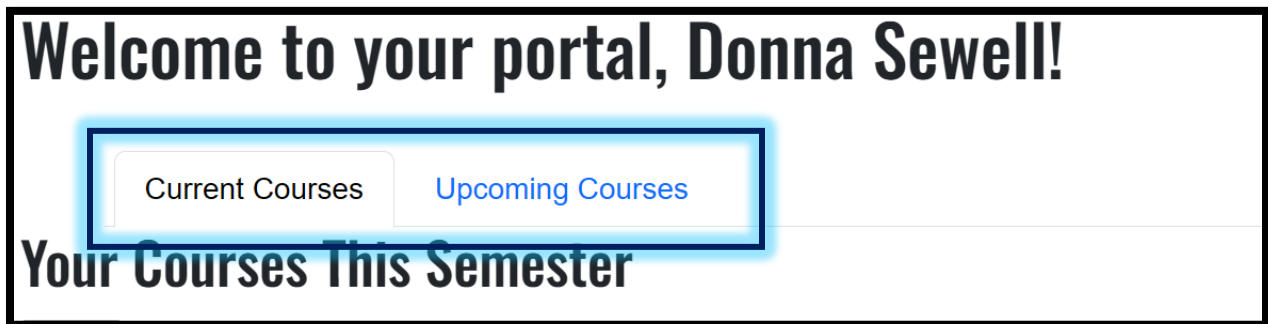 Welcome to your portal, Donna Sewell!
Current Courses Upcoming Courses
Your Courses This Semester